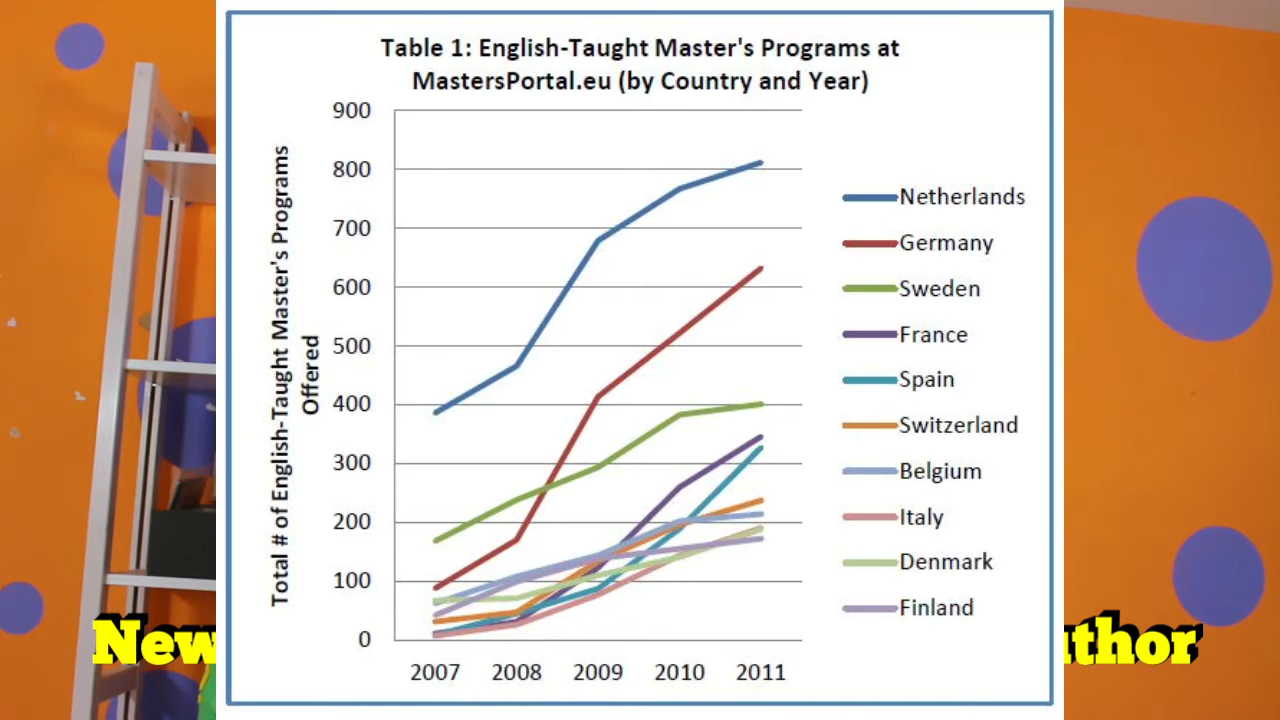 Table 1: English-Taught Master's Programs at
MastersPortal.eu (by Country and Year)
Total # of English-Taught Master's Programs
Offered
900
800
700
600
500
400
300
200
100
0
2007 2008 2009 2010 2011
Netherlands
Germany
Sweden
France
Spain
Switzerland
Belgium
Italy
Denmark
Finland
New
uthor